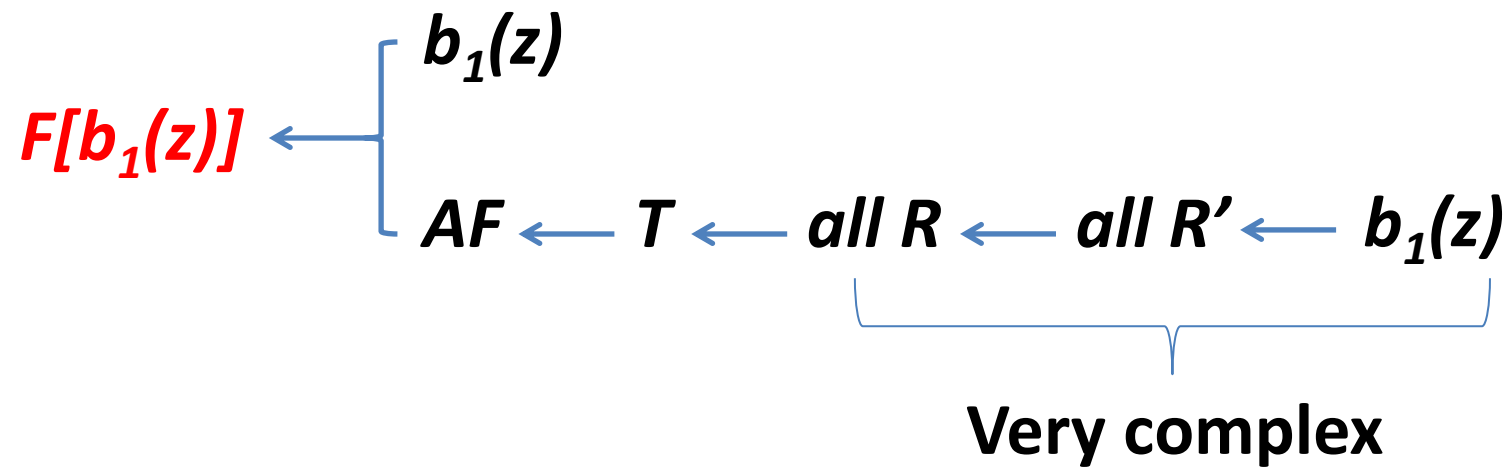 b₁(z)
F[b₁(z)]
AF T all R all R’ b₁(z)
Very complex